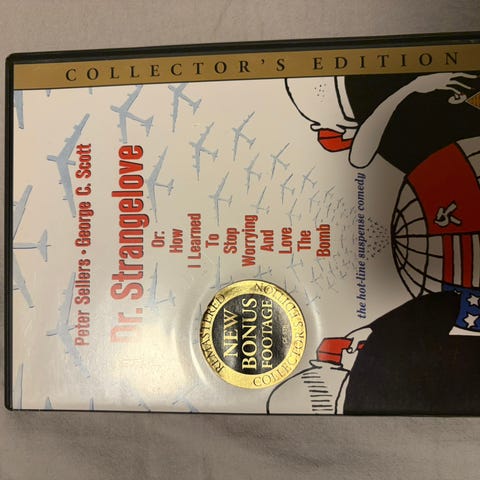 COLLECTOR'S EDITION
Peter Sellers · George C. Scott
Dr. Strangelove
Or:
How
I Learned
To
Stop
Worrying
And
Love
The
Bomb
the hot-line suspense comedy
REMASTERED
NEW
BONUS
FOOTAGE